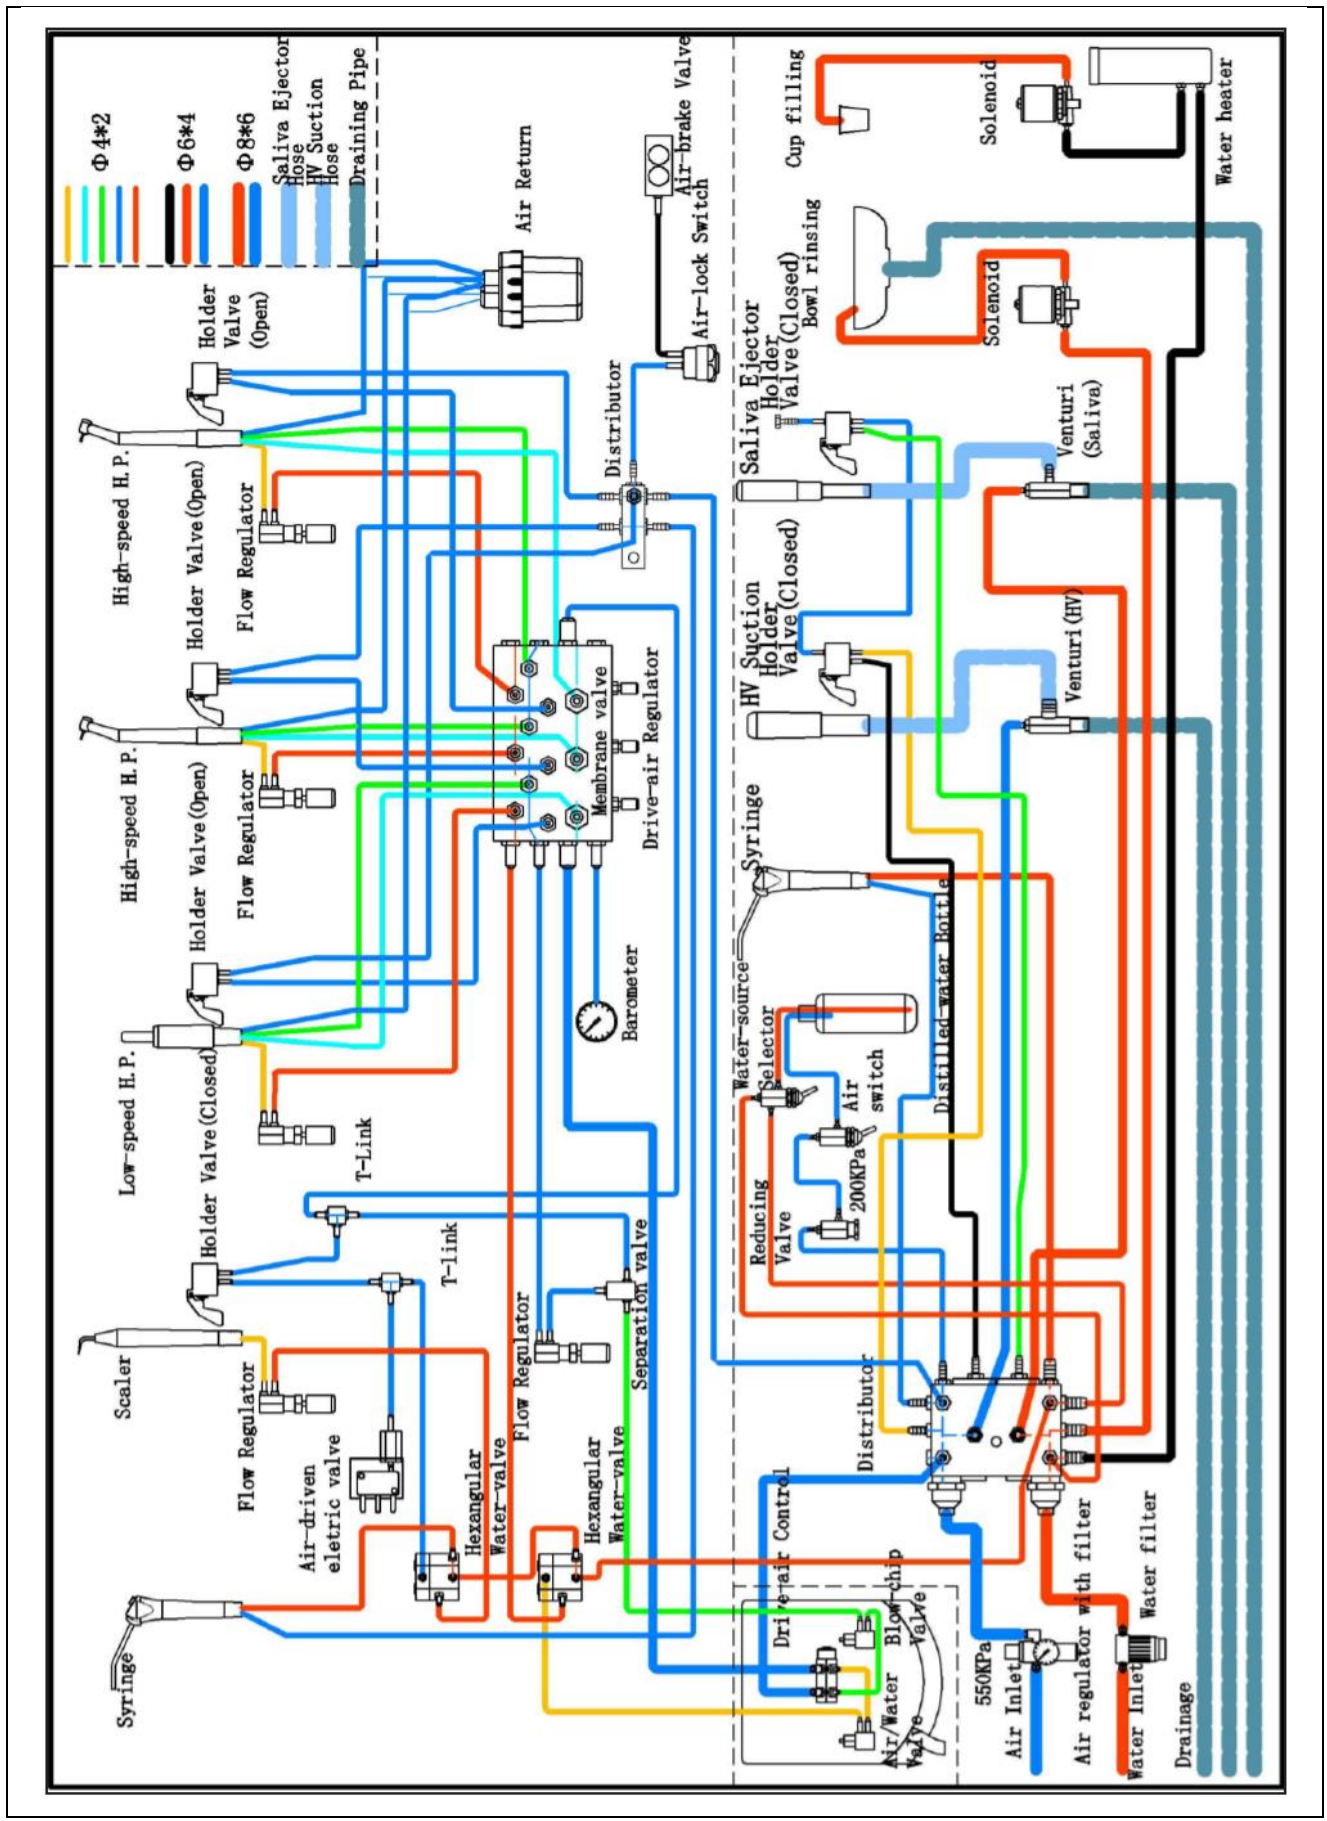 Φ4*2
Φ6*4
Φ8*6
Saliva Ejector
Hose
HV Suction
Hose
Draining Pipe
Air Return
Holder
Valve
(Open)
High-speed H.P.
Flow Regulator
Holder Valve(Open)
High-speed H.P.
Flow Regulator
Holder Valve(Open)
Low-speed H.P.
Holder Valve(Closed)
T-Link
T-link
Scaler
Flow Regulator
Air-driven
eletric valve
Syringe
Hexangular
Water-valve
Hexangular
Water-valve
Flow Regulator
Separation valve
Barometer
Membrane valve
Drive-air Regulator
Distributor
Air-lock Switch
Air-brake Valve
Cup filling
Solenoid
Water heater
Bowl rinsing
Solenoid
Saliva Ejector
Holder
Valve(Closed)
Venturi
(Saliva)
HV Suction
Holder
Valve(Closed)
Venturi(HV)
Syringe
Distilled-water Bottle
Water-source
Selector
Air
switch
200KPa
Reducing
Valve
Distributor
Drive-air Control
Blow-chip
Valve
Air/Water
Valve
550KPa
Air Inlet
Air regulator with filter
Water Inlet
Water filter
Drainage